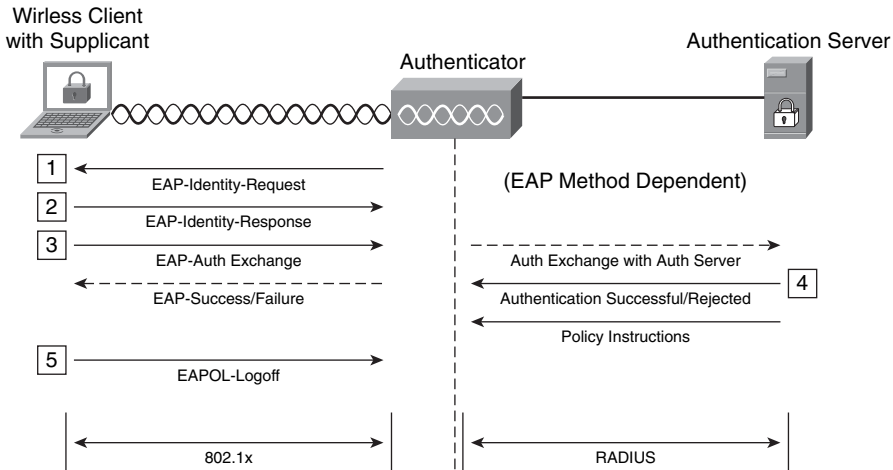 Wirless Client
with Supplicant
Authenticator
Authentication Server
1
EAP-Identity-Request
(EAP Method Dependent)
2
EAP-Identity-Response
3
EAP-Auth Exchange
Auth Exchange with Auth Server
EAP-Success/Failure
Authentication Successful/Rejected
4
Policy Instructions
5
EAPOL-Logoff
802.1x
RADIUS